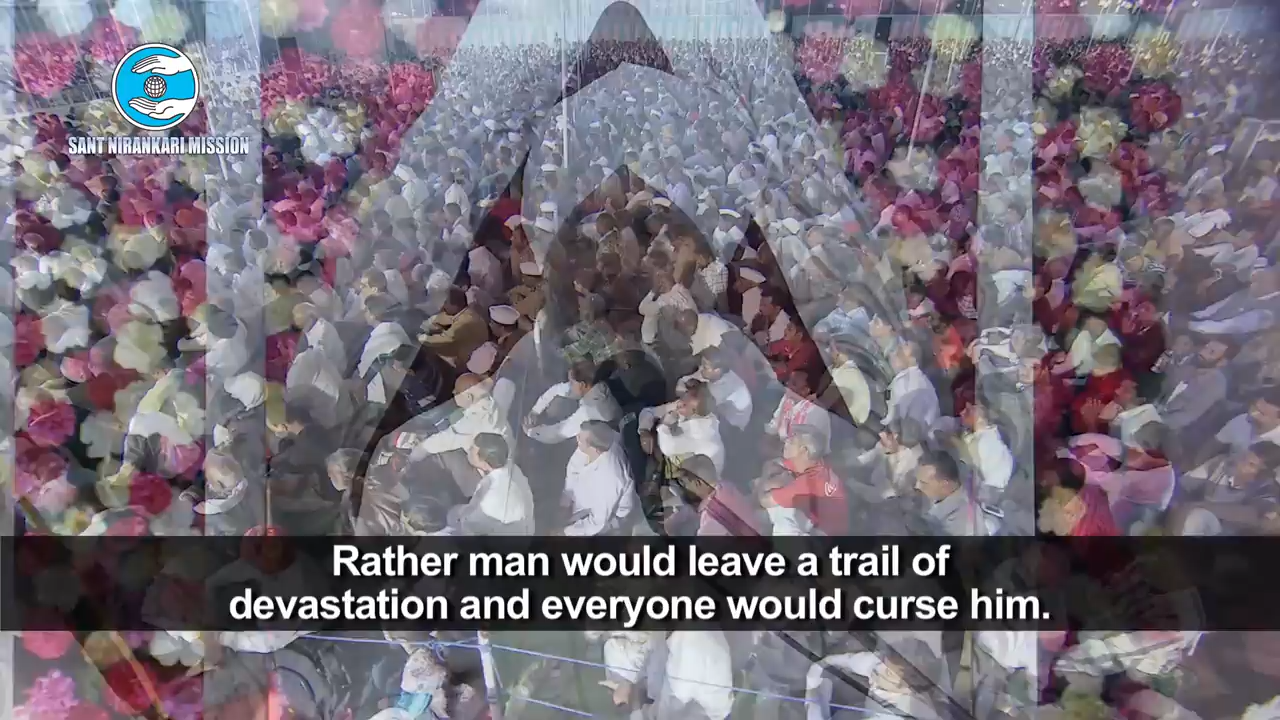 SANT NIRANKARI MISSION
Rather man would leave a trail of
devastation and everyone would curse him.